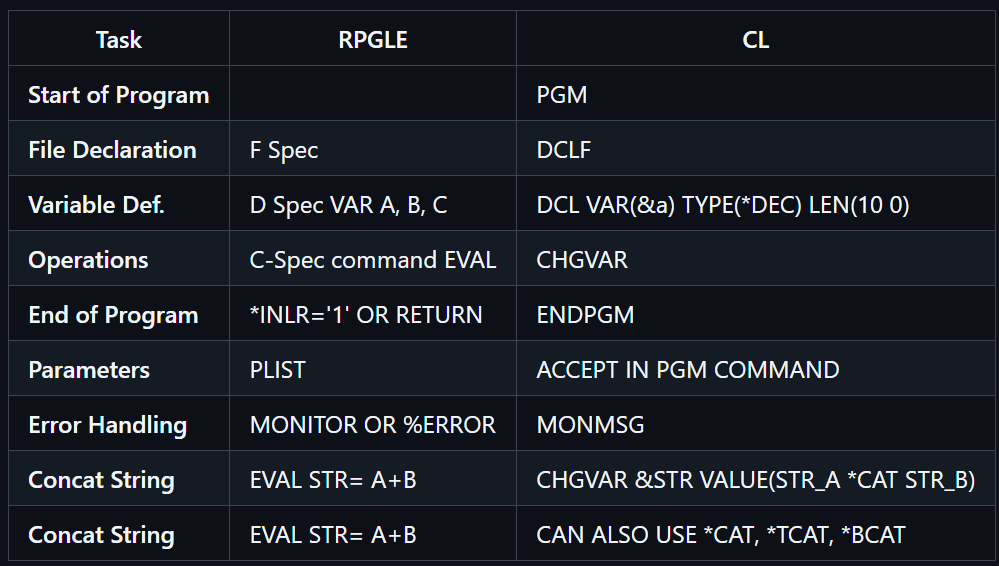 Task RPGLE CL
Start of Program PGM
File Declaration F Spec DCLF
Variable Def. D Spec VAR A, B, C DCL VAR(&a) TYPE(*DEC) LEN(10 0)
Operations C-Spec command EVAL CHGVAR
End of Program *INLR='1' OR RETURN ENDPGM
Parameters PLIST ACCEPT IN PGM COMMAND
Error Handling MONITOR OR %ERROR MONMSG
Concat String EVAL STR= A+B CHGVAR &STR VALUE(STR_A *CAT STR_B)
Concat String EVAL STR= A+B CAN ALSO USE *CAT, *TCAT, *BCAT